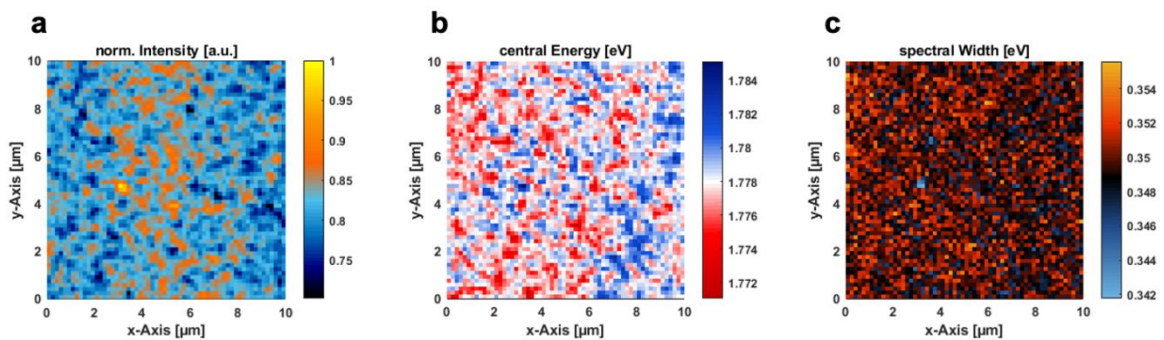 a
norm. Intensity [a.u.]
10
8
6
4
2
0
y-Axis [µm]
0 2 4 6 8 10
x-Axis [µm]
1
0.95
0.9
0.85
0.8
0.75
b
central Energy [eV]
10
8
6
4
2
0
y-Axis [µm]
0 2 4 6 8 10
x-Axis [µm]
1.784
1.782
1.78
1.778
1.776
1.774
1.772
c
spectral Width [eV]
10
8
6
4
2
0
y-Axis [µm]
0 2 4 6 8 10
x-Axis [µm]
0.354
0.352
0.35
0.348
0.346
0.344
0.342